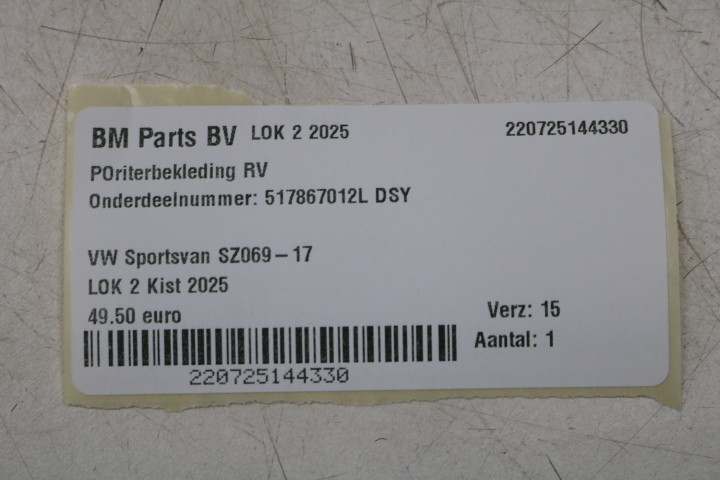 BM Parts BV LOK 2 2025 220725144330
POriterbekleding RV
Onderdeelnummer: 517867012L DSY
VW Sportsvan SZ069-17
LOK 2 Kist 2025
49.50 euro Verz: 15
Aantal: 1
220725144330